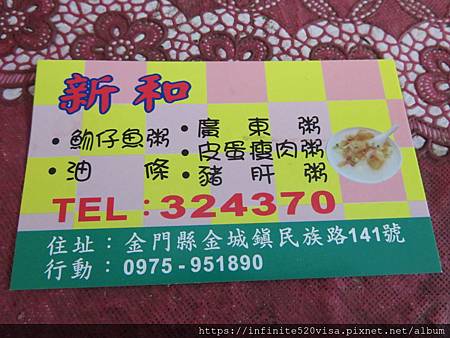 新和
・魩仔魚粥
・油條
・廣東粥
・皮蛋瘦肉粥
・豬肝粥
TEL：324370
住址：金門縣金城鎮民族路141號
行動：0975-951890
https://infinite520visa.pixnet.net/album